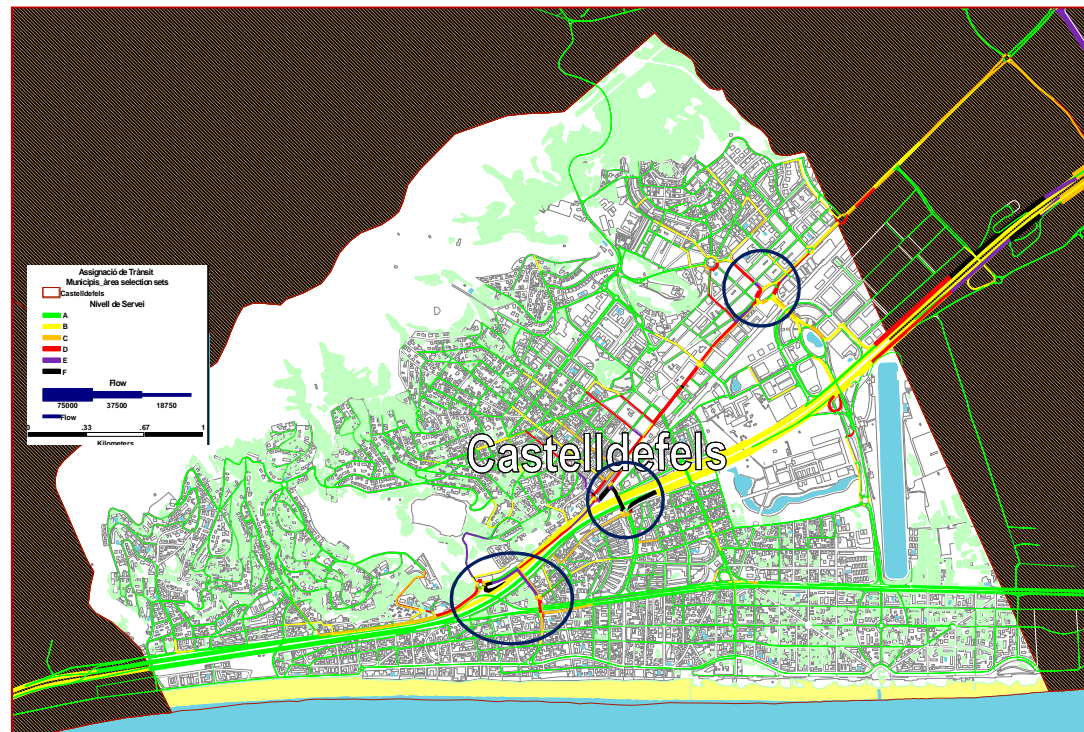 Assignació de Trànsit
Municipis_àrea selection sets
Castelldefels
Nivell de Servei
A
B
C
D
E
F
Flow
75000 37500 18750
Flow
0 .33 .67 1
Kilometers
Castelldefels